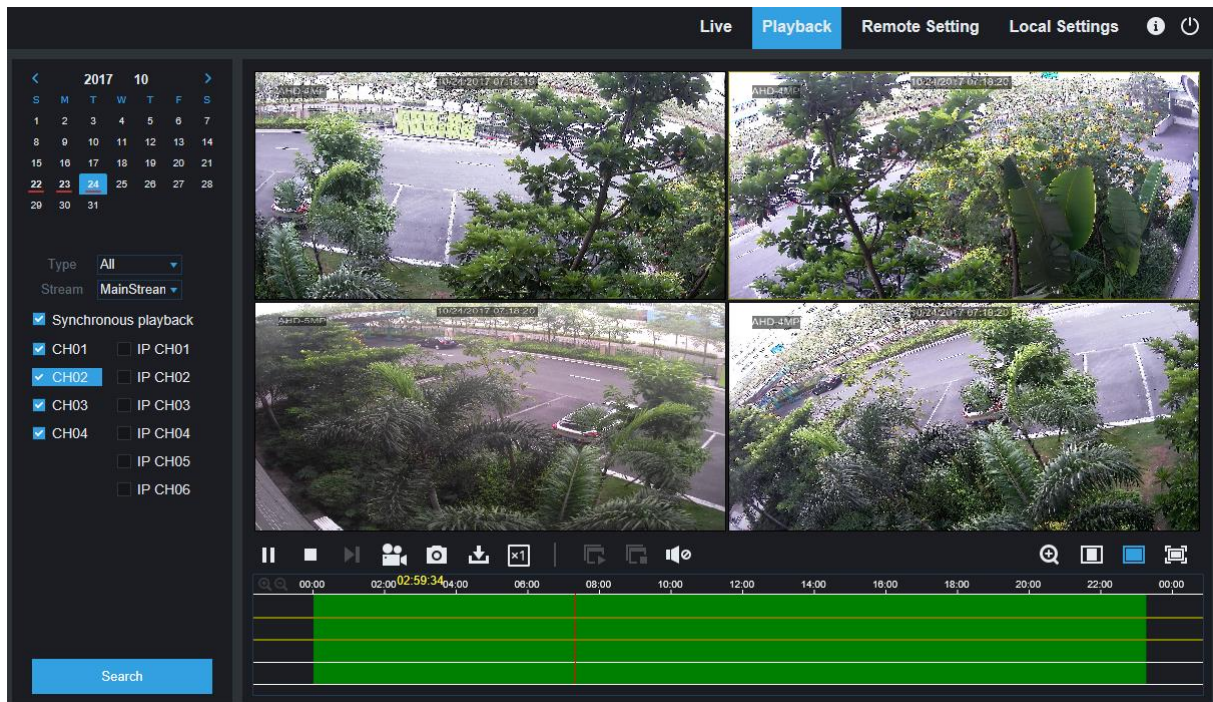 Live Playback Remote Setting Local Settings
2017 10
S M T W T F S
1 2 3 4 5 6 7
8 9 10 11 12 13 14
15 16 17 18 19 20 21
22 23 24 25 26 27 28
29 30 31
Type All
Stream MainStream
Synchronous playback
CH01 IP CH01
CH02 IP CH02
CH03 IP CH03
CH04 IP CH04
IP CH05
IP CH06
Search
10/24/2017 07:18:19
AHD-4MP
10/24/2017 07:18:20
AHD-4MP
10/24/2017 07:18:20
AHD-5MP
10/24/2017 07:18:20
AHD-4MP
×1
00:00 02:00 02:59:34 04:00 06:00 08:00 10:00 12:00 14:00 16:00 18:00 20:00 22:00 00:00